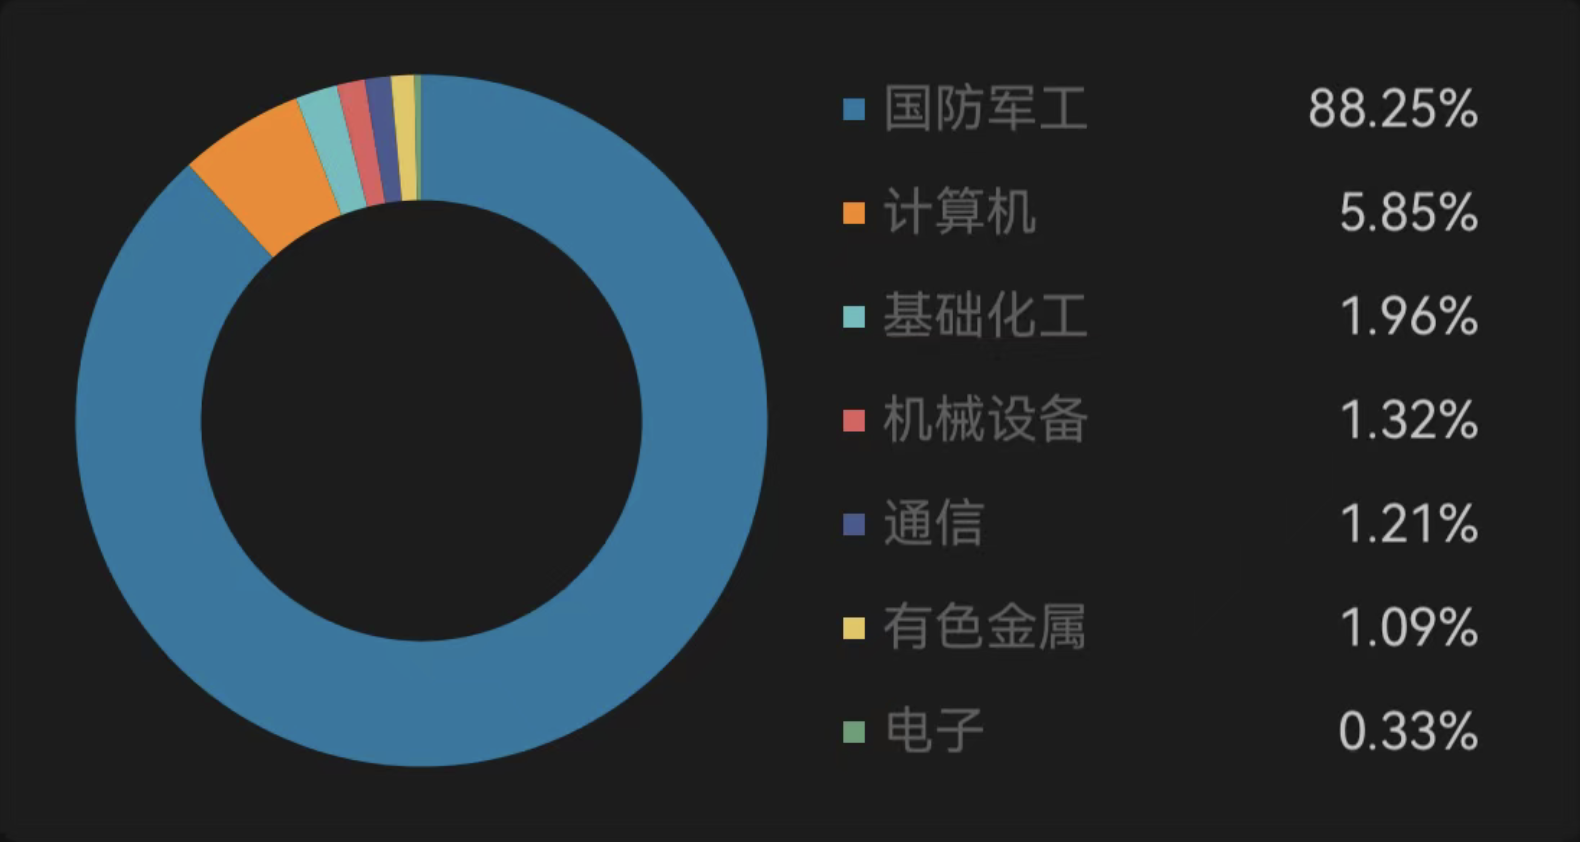 国防军工 88.25%
计算机 5.85%
基础化工 1.96%
机械设备 1.32%
通信 1.21%
有色金属 1.09%
电子 0.33%